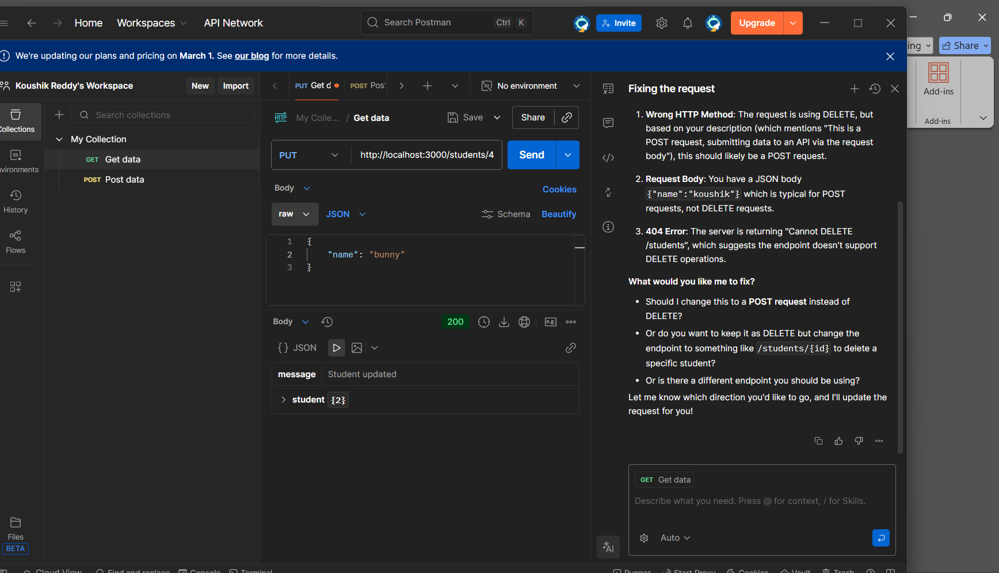 Home Workspaces API Network Search Postman Ctrl K Invite Upgrade
Share
We're updating our plans and pricing on March 1. See our blog for more details.
Koushik Reddy's Workspace New Import
PUT Get d POST Pos No environment
Add-ins
Add-ins
Collections
Environments
History
Flows
Files
BETA
Search collections
My Collection
GET Get data
POST Post data
HTTP My Colle... / Get data Save Share
PUT http://localhost:3000/students/4 Send
Body Cookies
raw JSON Schema Beautify
1 {
2 "name": "bunny"
3 }
Body 200 e.g.
{} JSON
message Student updated
student {2}
Fixing the request
1. Wrong HTTP Method: The request is using DELETE, but
based on your description (which mentions "This is a
POST request, submitting data to an API via the request
body"), this should likely be a POST request.
2. Request Body: You have a JSON body
{"name":"koushik"} which is typical for POST
requests, not DELETE requests.
3. 404 Error: The server is returning "Cannot DELETE
/students", which suggests the endpoint doesn't support
DELETE operations.
What would you like me to fix?
• Should I change this to a POST request instead of
DELETE?
• Or do you want to keep it as DELETE but change the
endpoint to something like /students/{id} to delete a
specific student?
• Or is there a different endpoint you should be using?
Let me know which direction you'd like to go, and I'll update the
request for you!
GET Get data
Describe what you need. Press @ for context, / for Skills.
Auto
AI
Cloud View Find and replace Console Terminal Runner Start Proxy Cookies Vault Trash